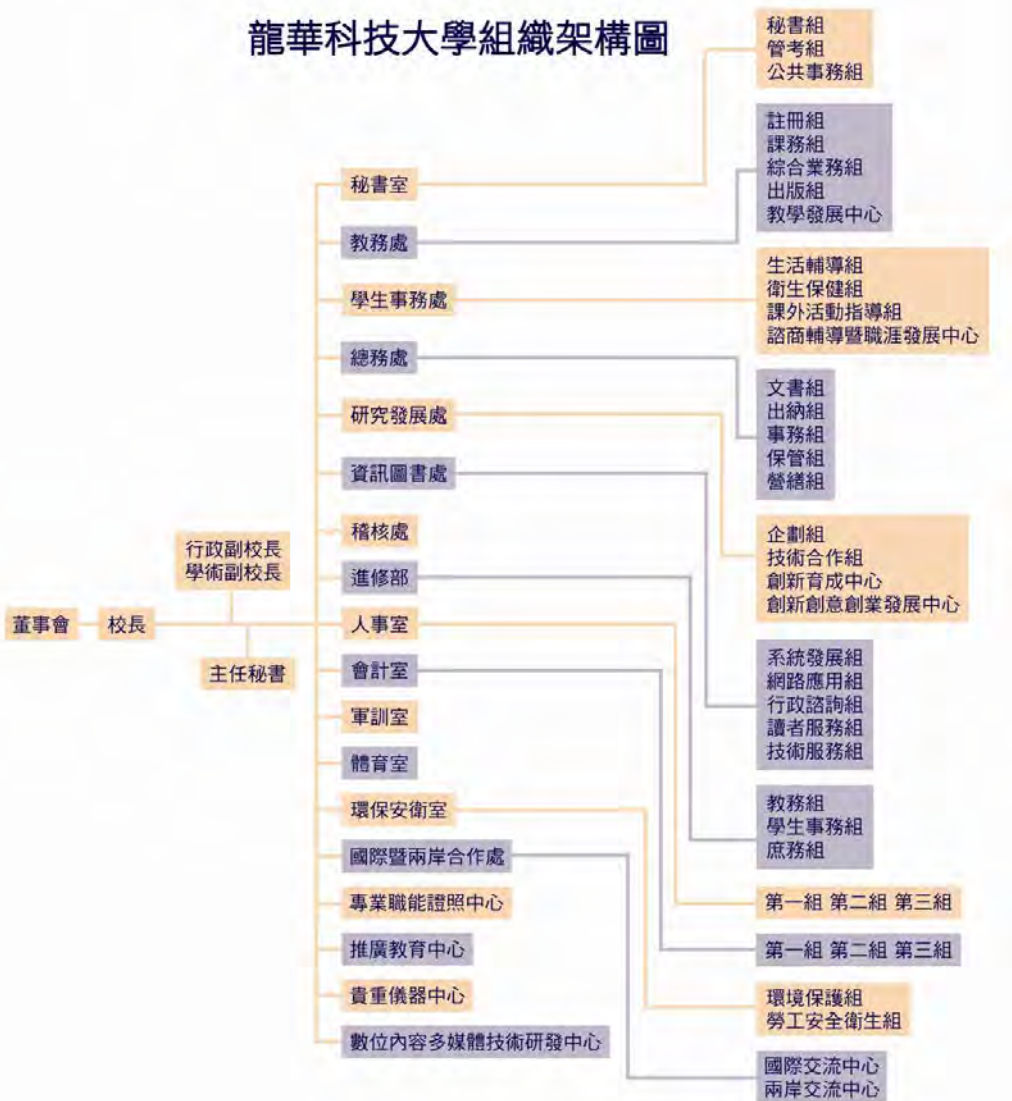 龍華科技大學組織架構圖
董事會
校長
行政副校長
學術副校長
主任秘書
秘書室
教務處
學生事務處
總務處
研究發展處
資訊圖書處
稽核處
進修部
人事室
會計室
軍訓室
體育室
環保安衛室
國際暨兩岸合作處
專業職能證照中心
推廣教育中心
貴重儀器中心
數位內容多媒體技術研發中心
秘書組
管考組
公共事務組
註冊組
課務組
綜合業務組
出版組
教學發展中心
生活輔導組
衛生保健組
課外活動指導組
諮商輔導暨職涯發展中心
文書組
出納組
事務組
保管組
營繕組
企劃組
技術合作組
創新育成中心
創新創意創業發展中心
系統發展組
網路應用組
行政諮詢組
讀者服務組
技術服務組
教務組
學生事務組
庶務組
第一組 第二組 第三組
第一組 第二組 第三組
環境保護組
勞工安全衛生組
國際交流中心
兩岸交流中心